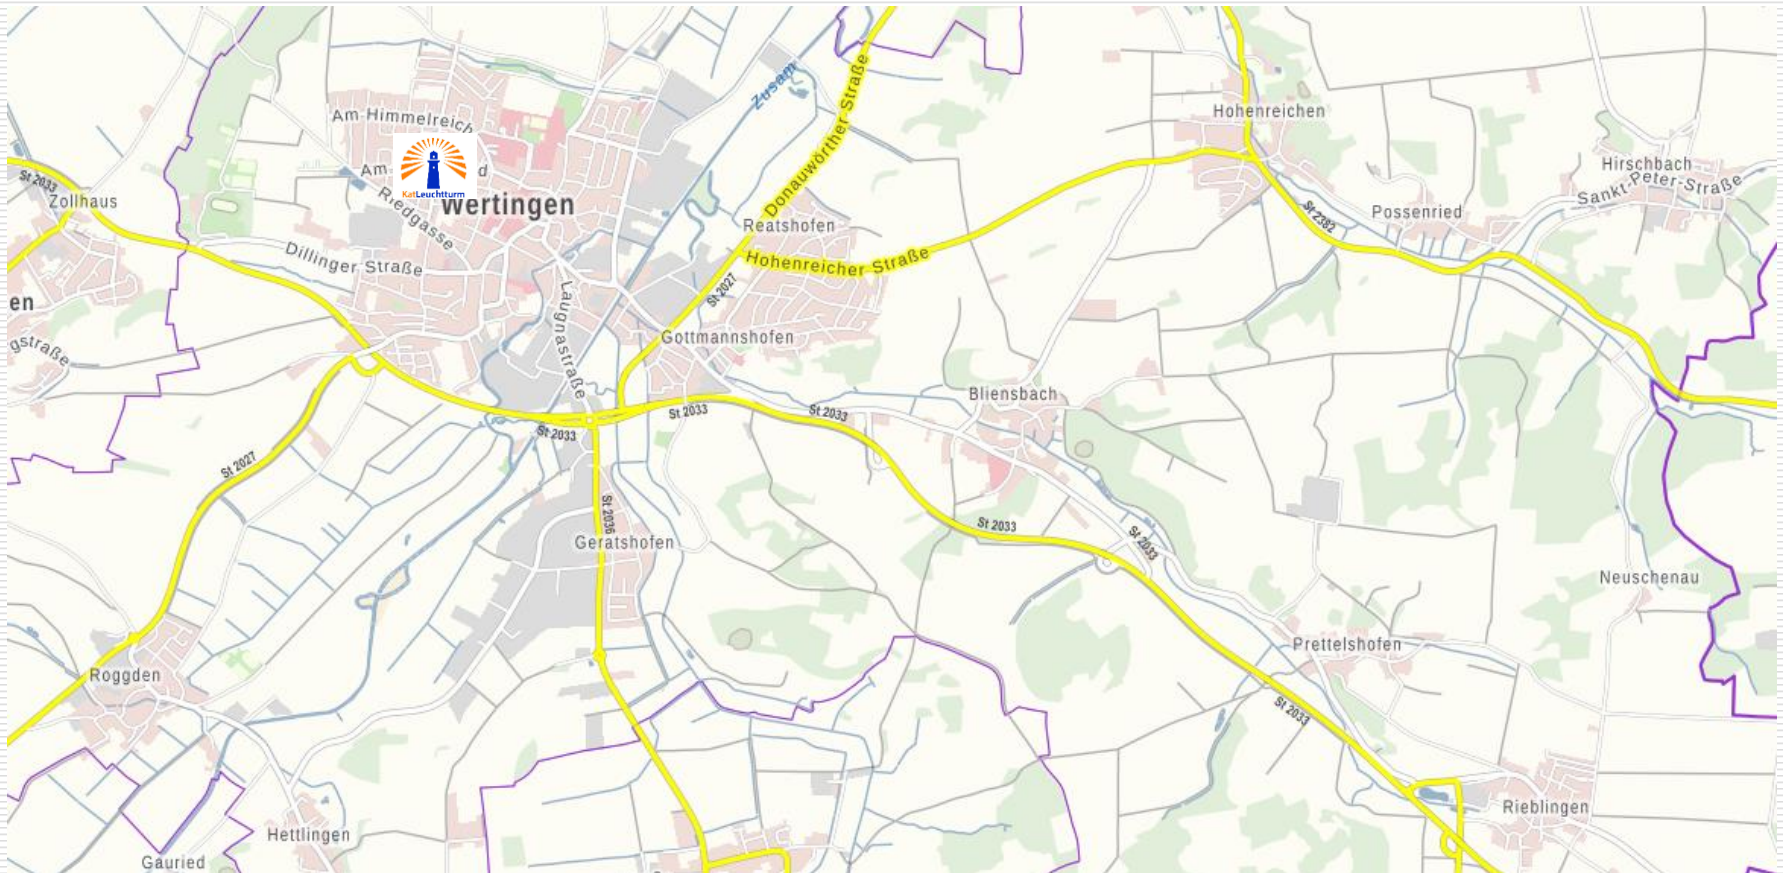 Zusam
Donauwörther Straße
Hohenreichen
Am-Himmelreich
Hirschbach
Am
d
KatLeuchtturm
St 2033
Zollhaus
Riedgasse
Wertingen
Sankt-Peter-Straße
Possenried
St 2382
Reatshofen
Dillinger Straße
Hohenreicher Straße
St 2027
en
Laugnastraße
Gottmannshofen
gstraße
Bliensbach
St 2033
St 2033
St 2033
St 2027
St 2036
St 2033
St 2033
Geratshofen
Neuschenau
Prettelshofen
Roggden
St 2033
Rieblingen
Hettlingen
Gauried